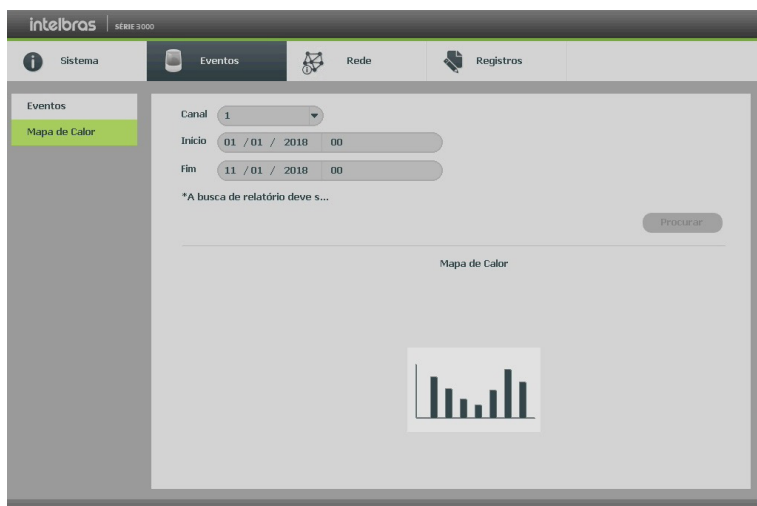 intelbras SÉRIE 3000
Sistema Eventos Rede Registros
Eventos
Mapa de Calor
Canal 1
Início 01 / 01 / 2018 00
Fim 11 / 01 / 2018 00
*A busca de relatório deve s...
Procurar
Mapa de Calor